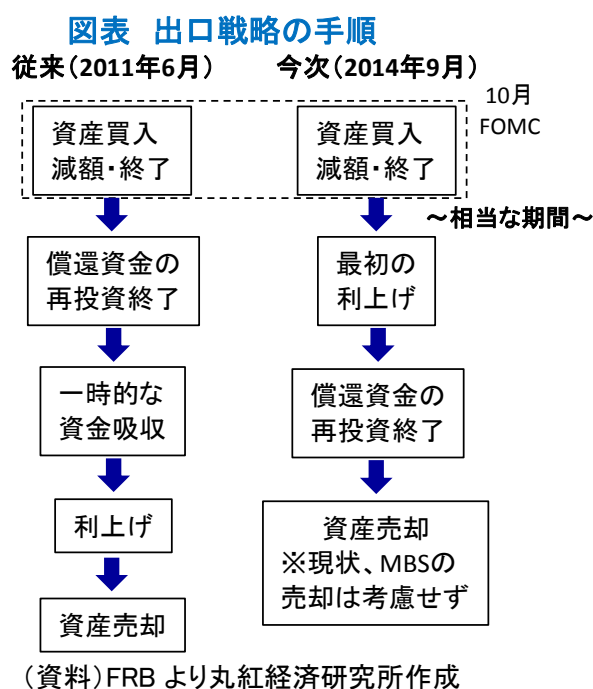 図表 出口戦略の手順
従来（2011年6月）
今次（2014年9月）
10月
FOMC
資産買入
減額・終了
償還資金の
再投資終了
一時的な
資金吸収
利上げ
資産売却
資産買入
減額・終了
～相当な期間～
最初の
利上げ
償還資金の
再投資終了
資産売却
※現状、MBSの
売却は考慮せず
（資料）FRB より丸紅経済研究所作成